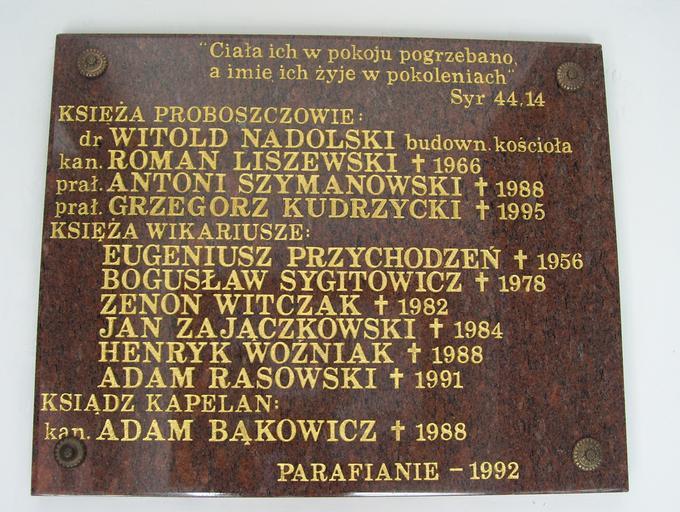 "Ciała ich w pokoju pogrzebano,
a imię ich żyje w pokoleniach"
Syr 44,14
KSIĘŻA PROBOSZCZOWIE:
dr WITOLD NADOLSKI budown. kościoła
kan. ROMAN LISZEWSKI ✝ 1966
prał. ANTONI SZYMANOWSKI ✝ 1988
prał. GRZEGORZ KUDRZYCKI ✝ 1995
KSIĘŻA WIKARIUSZE:
EUGENIUSZ PRZYCHODZEŃ ✝ 1956
BOGUSŁAW SYGITOWICZ ✝ 1978
ZENON WITCZAK ✝ 1982
JAN ZAJĄCZKOWSKI ✝ 1984
HENRYK WOŹNIAK ✝ 1988
ADAM RASOWSKI ✝ 1991
KSIĄDZ KAPELAN:
kan. ADAM BĄKOWICZ ✝ 1988
PARAFIANIE – 1992